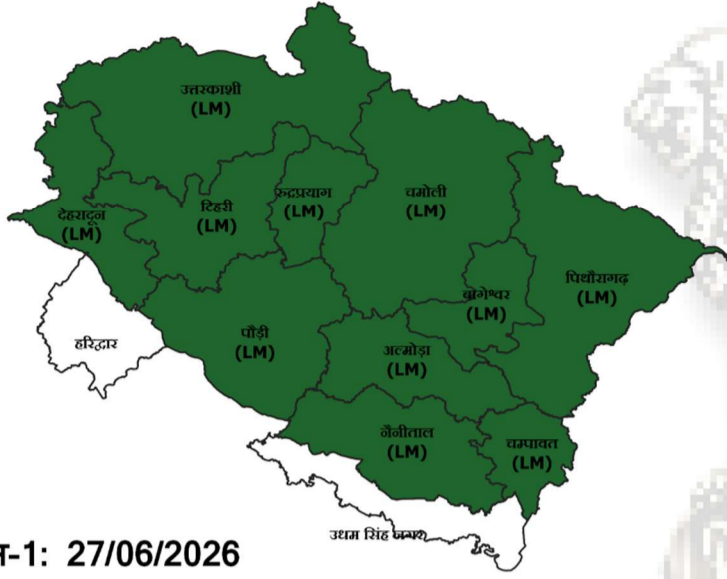 उत्तरकाशी
(LM)
देहरादून
(LM)
टिहरी
(LM)
रुद्रप्रयाग
(LM)
चमोली
(LM)
बागेश्वर
(LM)
पिथौरागढ़
(LM)
हरिद्वार
पौड़ी
(LM)
अल्मोड़ा
(LM)
नैनीताल
(LM)
चम्पावत
(LM)
उधम सिंह नगर
-1: 27/06/2026